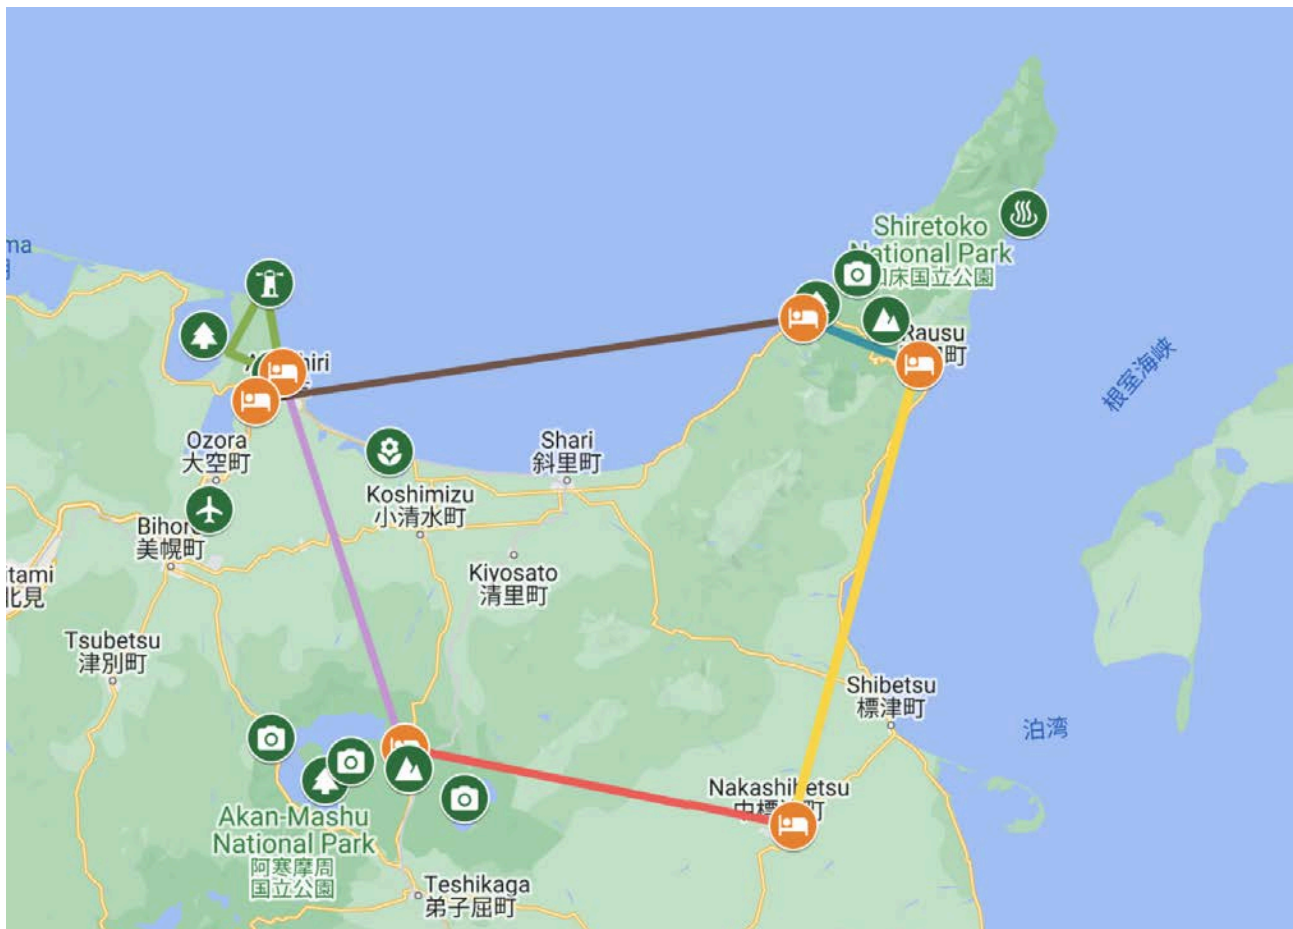 Shiretoko
National Park
国立公園
Rausu
根室海峡
Ozora
大空町
Shari
斜里町
Koshimizu
小清水町
美幌町
Kiyosato
清里町
北見
Tsubetsu
津別町
Shibetsu
標津町
泊湾
Nakashibetsu
Akan-Mashu
National Park
阿寒摩周
国立公園
Teshikaga
弟子屈町